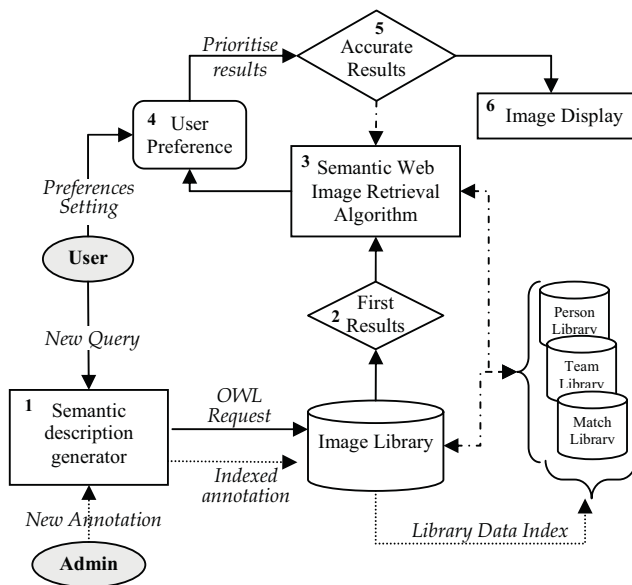 Prioritise
results
5
Accurate
Results
6
Image Display
4
User
Preference
3
Semantic Web
Image Retrieval
Algorithm
Preferences
Setting
User
First
2
Results
Person
Library
Team
Library
Match
Library
New Query
1
Semantic
description
generator
OWL
Request
Image Library
Indexed
annotation
New Annotation
Library Data Index
Admin